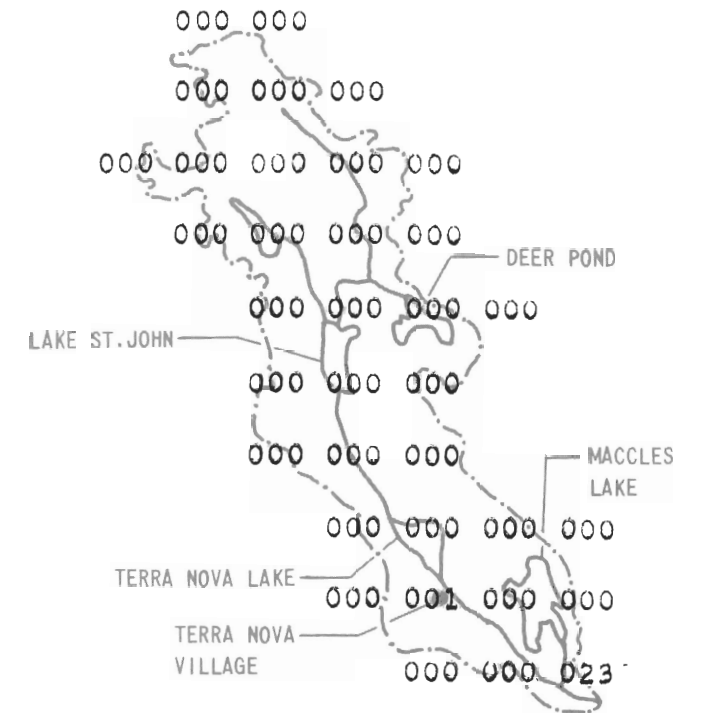 000 000
000 000 000
000 000 000 000 000
000 000 000 000
DEER POND
000 000 000 000
LAKE ST.JOHN
000 000 000
000 000 000
MACCLES
LAKE
000 000 000 000
TERRA NOVA LAKE
000 001 000 000
TERRA NOVA
VILLAGE
000 000 023